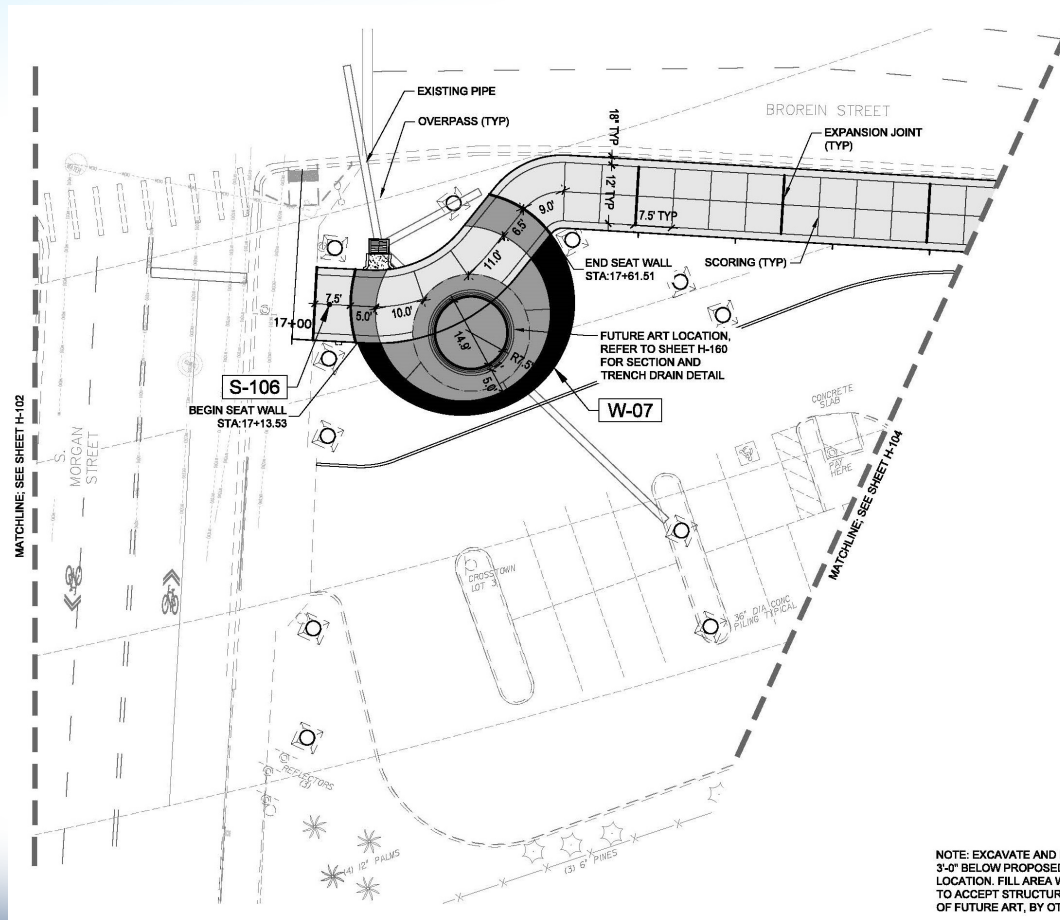 EXISTING PIPE
OVERPASS (TYP)
BROREIN STREET
EXPANSION JOINT
(TYP)
18" TYP
12' TYP
7.5' TYP
9.0'
6.5'
11.0'
END SEAT WALL
STA:17+61.51
SCORING (TYP)
7.5'
5.0'
10.0'
17+00
14.9'
R7.5'
5.0'
FUTURE ART LOCATION,
REFER TO SHEET H-160
FOR SECTION AND
TRENCH DRAIN DETAIL
S-106
W-07
BEGIN SEAT WALL
STA:17+13.53
MATCHLINE; SEE SHEET H-102
S.
MORGAN
STREET
CONCRETE
SLAB
PAY
HERE
MATCHLINE; SEE SHEET H-104
CROSSTOWN
LOT 3
36" DIA CONC
PILING TYPICAL
REFLECTORS
(3)
(4) 12" PALMS
(3) 6" PINES
NOTE: EXCAVATE AND
3'-0" BELOW PROPOSED
LOCATION. FILL AREA W
TO ACCEPT STRUCTUR
OF FUTURE ART, BY OT